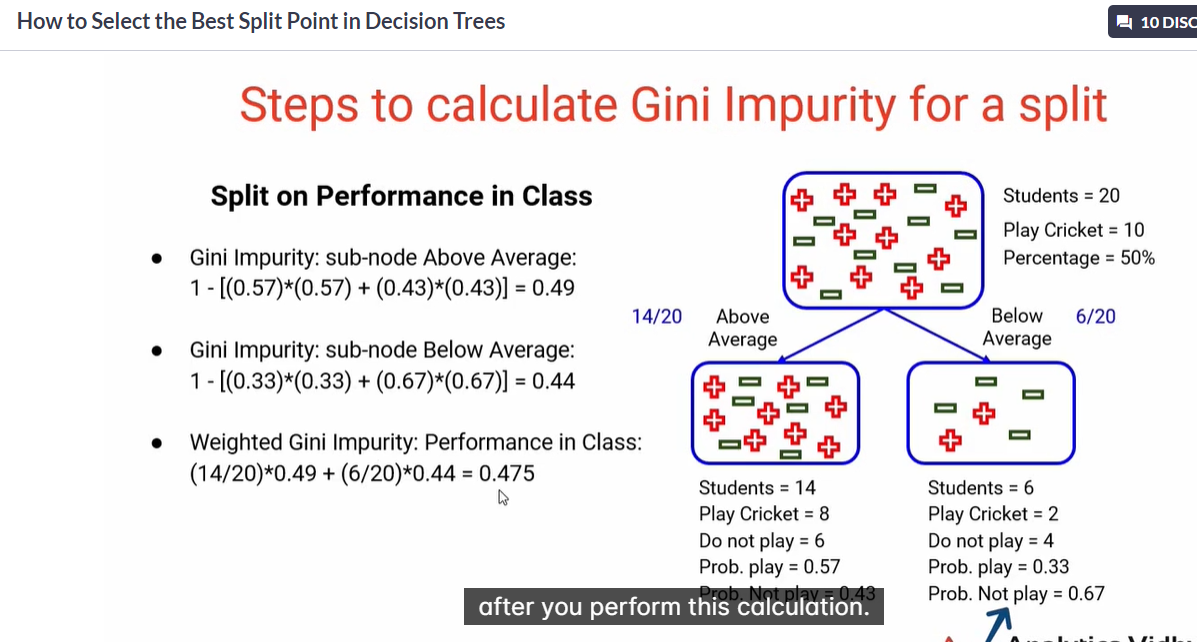 How to Select the Best Split Point in Decision Trees
10 DISC
Steps to calculate Gini Impurity for a split
Split on Performance in Class
● Gini Impurity: sub-node Above Average:
1 - [(0.57)*(0.57) + (0.43)*(0.43)] = 0.49
● Gini Impurity: sub-node Below Average:
1 - [(0.33)*(0.33) + (0.67)*(0.67)] = 0.44
● Weighted Gini Impurity: Performance in Class:
(14/20)*0.49 + (6/20)*0.44 = 0.475
Students = 20
Play Cricket = 10
Percentage = 50%
14/20
Above
Average
Below
Average
6/20
Students = 14
Play Cricket = 8
Do not play = 6
Prob. play = 0.57
Prob. Not play = 0.43
Students = 6
Play Cricket = 2
Do not play = 4
Prob. play = 0.33
Prob. Not play = 0.67
after you perform this calculation.